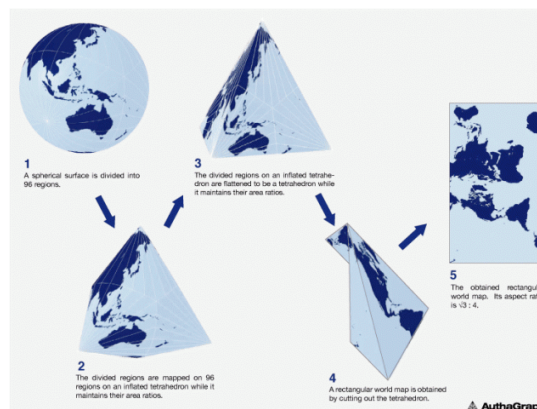 1
A spherical surface is divided into
96 regions.
3
The divided regions on an inflated tetrahe-
dron are flattened to be a tetrahedron while
it maintains their area ratios.
2
The divided regions are mapped on 96
regions on an inflated tetrahedron while it
maintains their area ratios.
4
A rectangular world map is obtained
by cutting out the tetrahedron.
5
The obtained rectangul
world map. Its aspect rat
is √3 : 4.
AuthaGrap